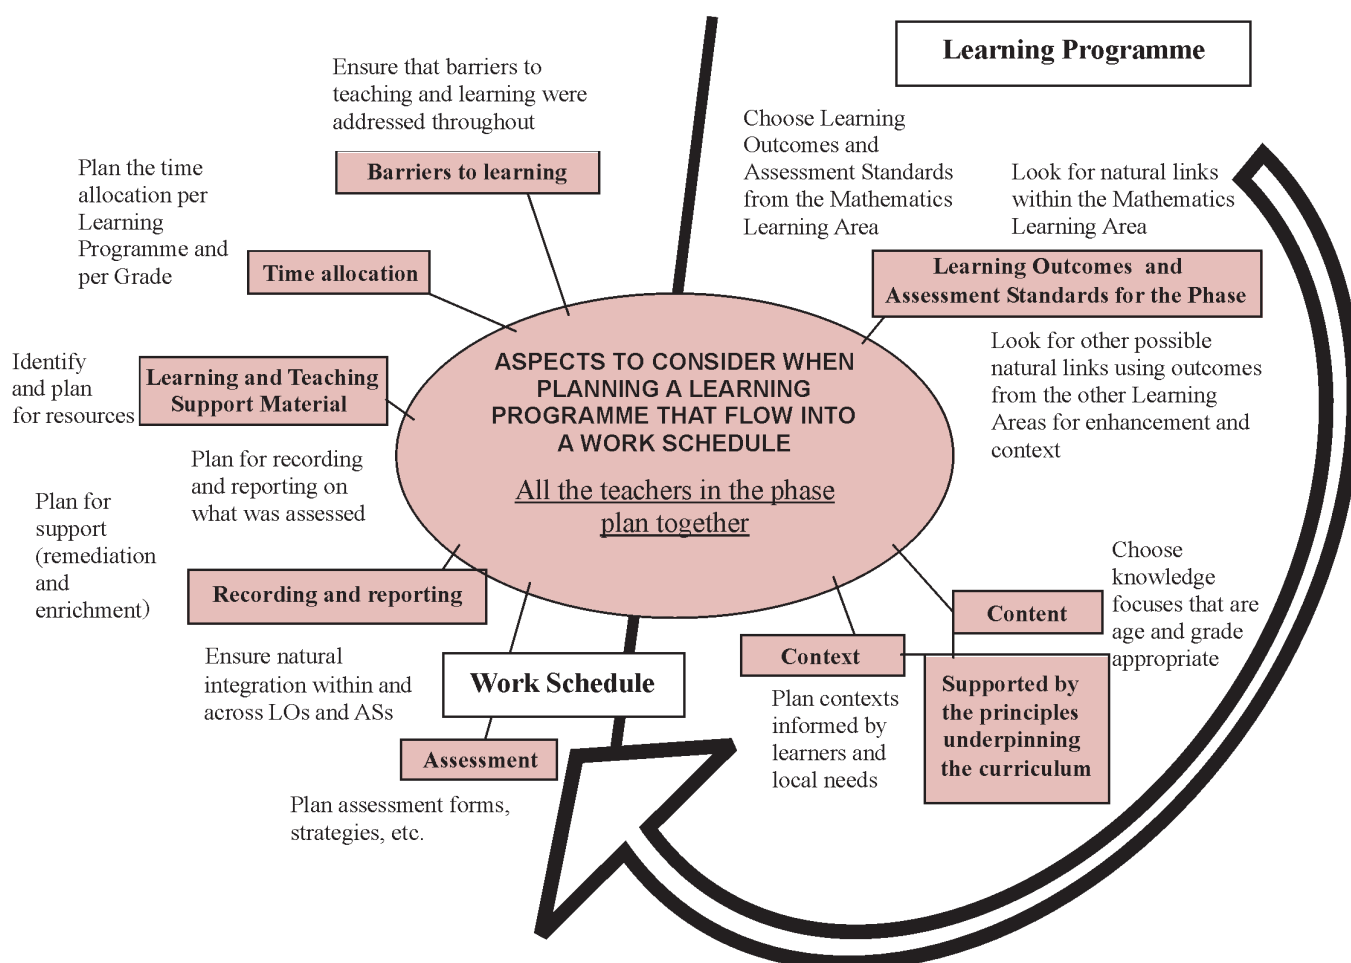 Learning Programme
Ensure that barriers to
teaching and learning were
addressed throughout
Barriers to learning
Plan the time
allocation per
Learning
Programme and
per Grade
Time allocation
Choose Learning
Outcomes and
Assessment Standards
from the Mathematics
Learning Area
Look for natural links
within the Mathematics
Learning Area
Learning Outcomes and
Assessment Standards for the Phase
Look for other possible
natural links using outcomes
from the other Learning
Areas for enhancement and
context
Identify
and plan
for resources
Learning and Teaching
Support Material
ASPECTS TO CONSIDER WHEN
PLANNING A LEARNING
PROGRAMME THAT FLOW INTO
A WORK SCHEDULE
All the teachers in the phase
plan together
Plan for recording
and reporting on
what was assessed
Plan for
support
(remediation
and
enrichment)
Recording and reporting
Ensure natural
integration within and
across LOs and ASs
Work Schedule
Assessment
Plan assessment forms,
strategies, etc.
Context
Plan contexts
informed by
learners and
local needs
Content
Choose
knowledge
focuses that are
age and grade
appropriate
Supported by
the principles
underpinning
the curriculum